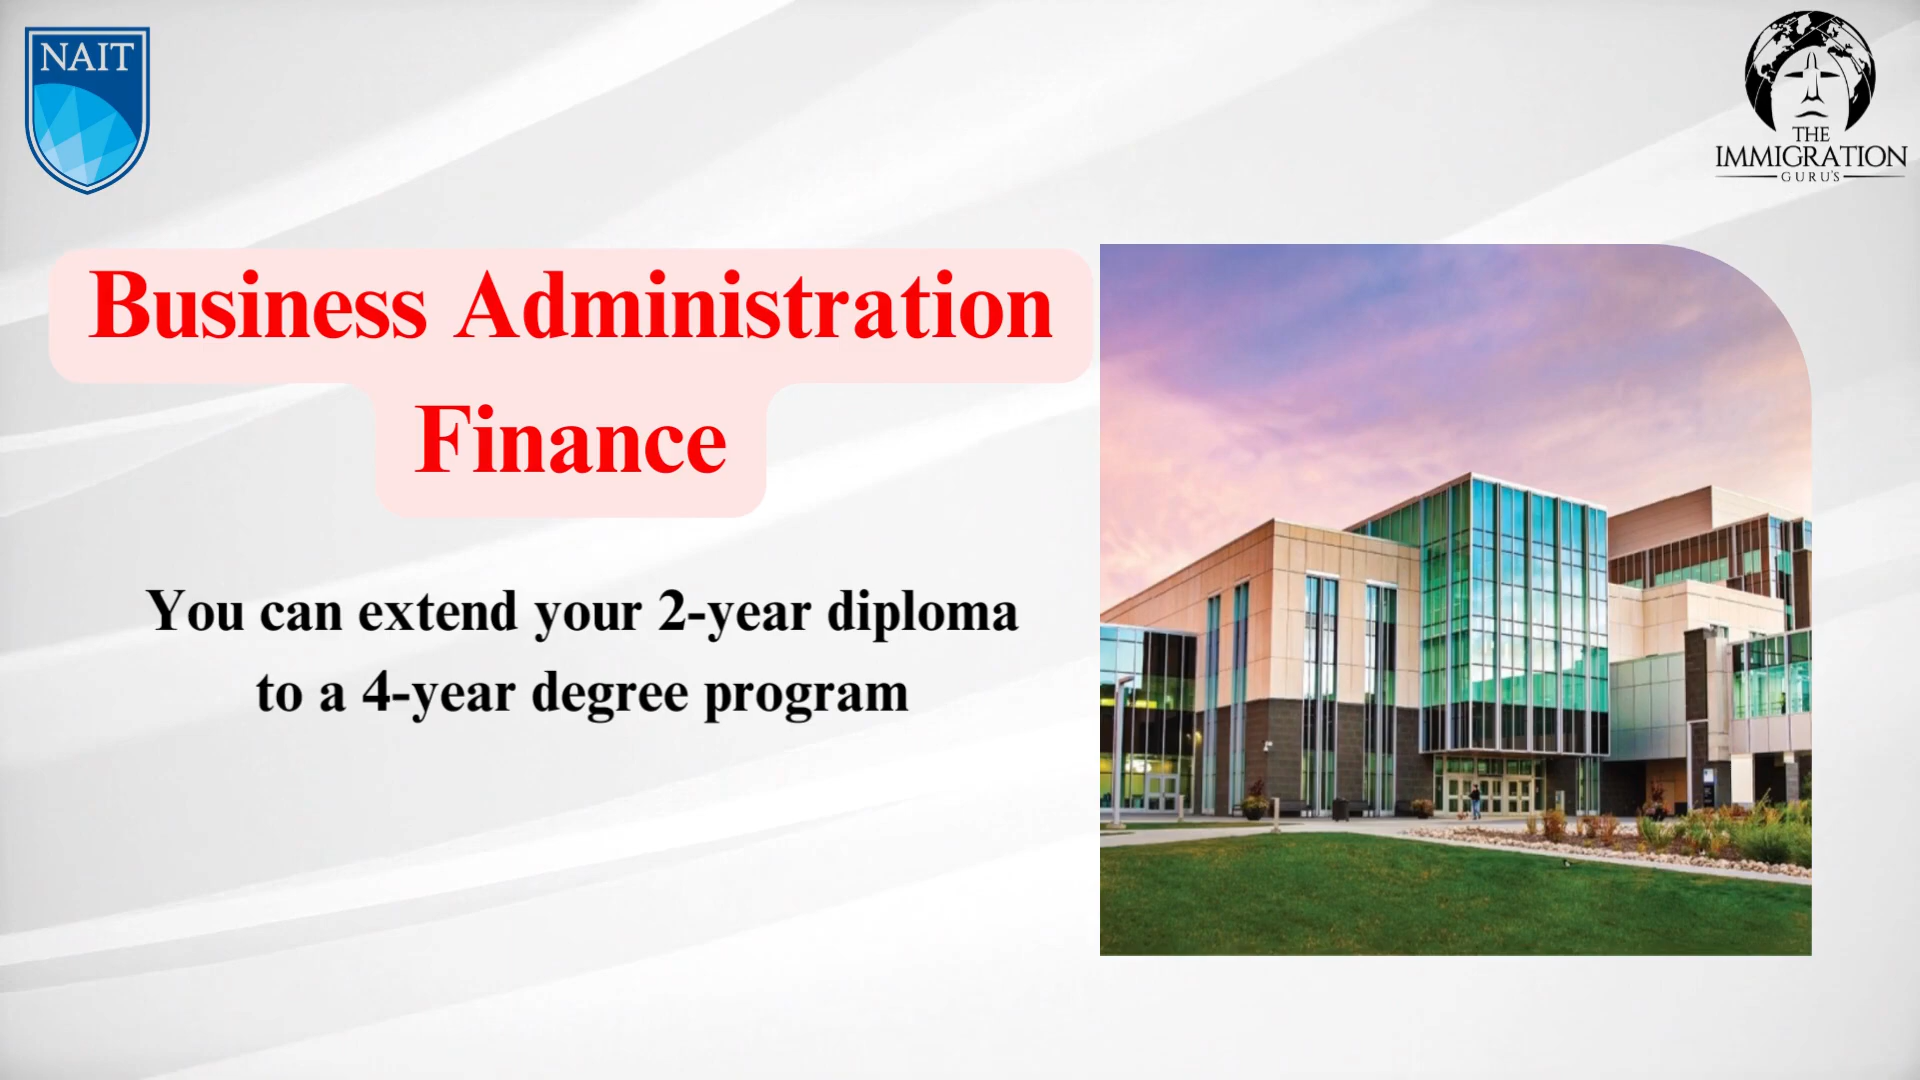 NAIT
THE
IMMIGRATION
GURU'S
Business Administration
Finance
You can extend your 2-year diploma
to a 4-year degree program